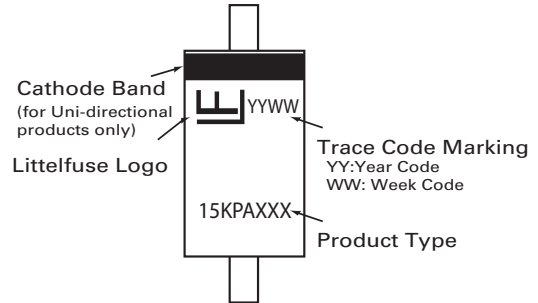 Cathode Band
(for Uni-directional
products only)
Littelfuse Logo
YYWW
Trace Code Marking
YY:Year Code
WW: Week Code
15KPAXXX
Product Type